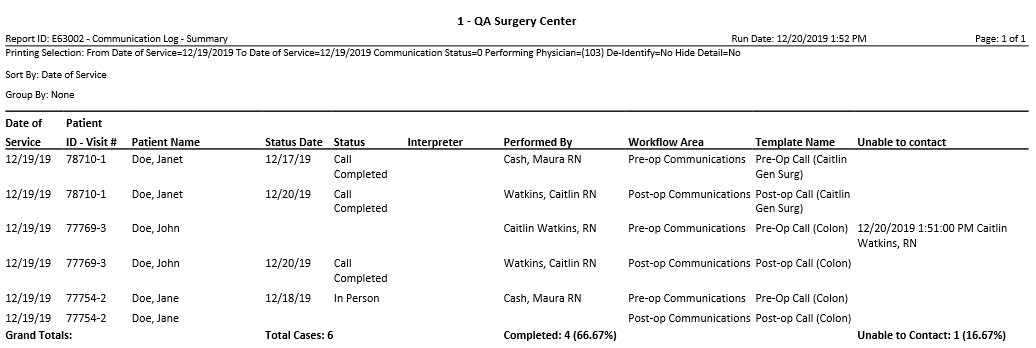 1 - QA Surgery Center
Report ID: E63002 - Communication Log - Summary Run Date: 12/20/2019 1:52 PM Page: 1 of 1
Printing Selection: From Date of Service=12/19/2019 To Date of Service=12/19/2019 Communication Status=0 Performing Physician=(103) De-Identify=No Hide Detail=No
Sort By: Date of Service
Group By: None
Date of Patient
Service ID - Visit # Patient Name Status Date Status Interpreter Performed By Workflow Area Template Name Unable to contact
12/19/19 78710-1 Doe, Janet 12/17/19 Call Cash, Maura RN Pre-op Communications Pre-Op Call (Caitlin
Completed Gen Surg)
12/19/19 78710-1 Doe, Janet 12/20/19 Call Watkins, Caitlin RN Post-op Communications Post-op Call (Caitlin
Completed Gen Surg)
12/19/19 77769-3 Doe, John Caitlin Watkins, RN Pre-op Communications Pre-Op Call (Colon) 12/20/2019 1:51:00 PM Caitlin
Watkins, RN
12/19/19 77769-3 Doe, John 12/20/19 Call Watkins, Caitlin RN Post-op Communications Post-op Call (Colon)
Completed
12/19/19 77754-2 Doe, Jane 12/18/19 In Person Cash, Maura RN Pre-op Communications Pre-Op Call (Colon)
12/19/19 77754-2 Doe, Jane Post-op Communications Post-op Call (Colon)
Grand Totals: Total Cases: 6 Completed: 4 (66.67%) Unable to Contact: 1 (16.67%)